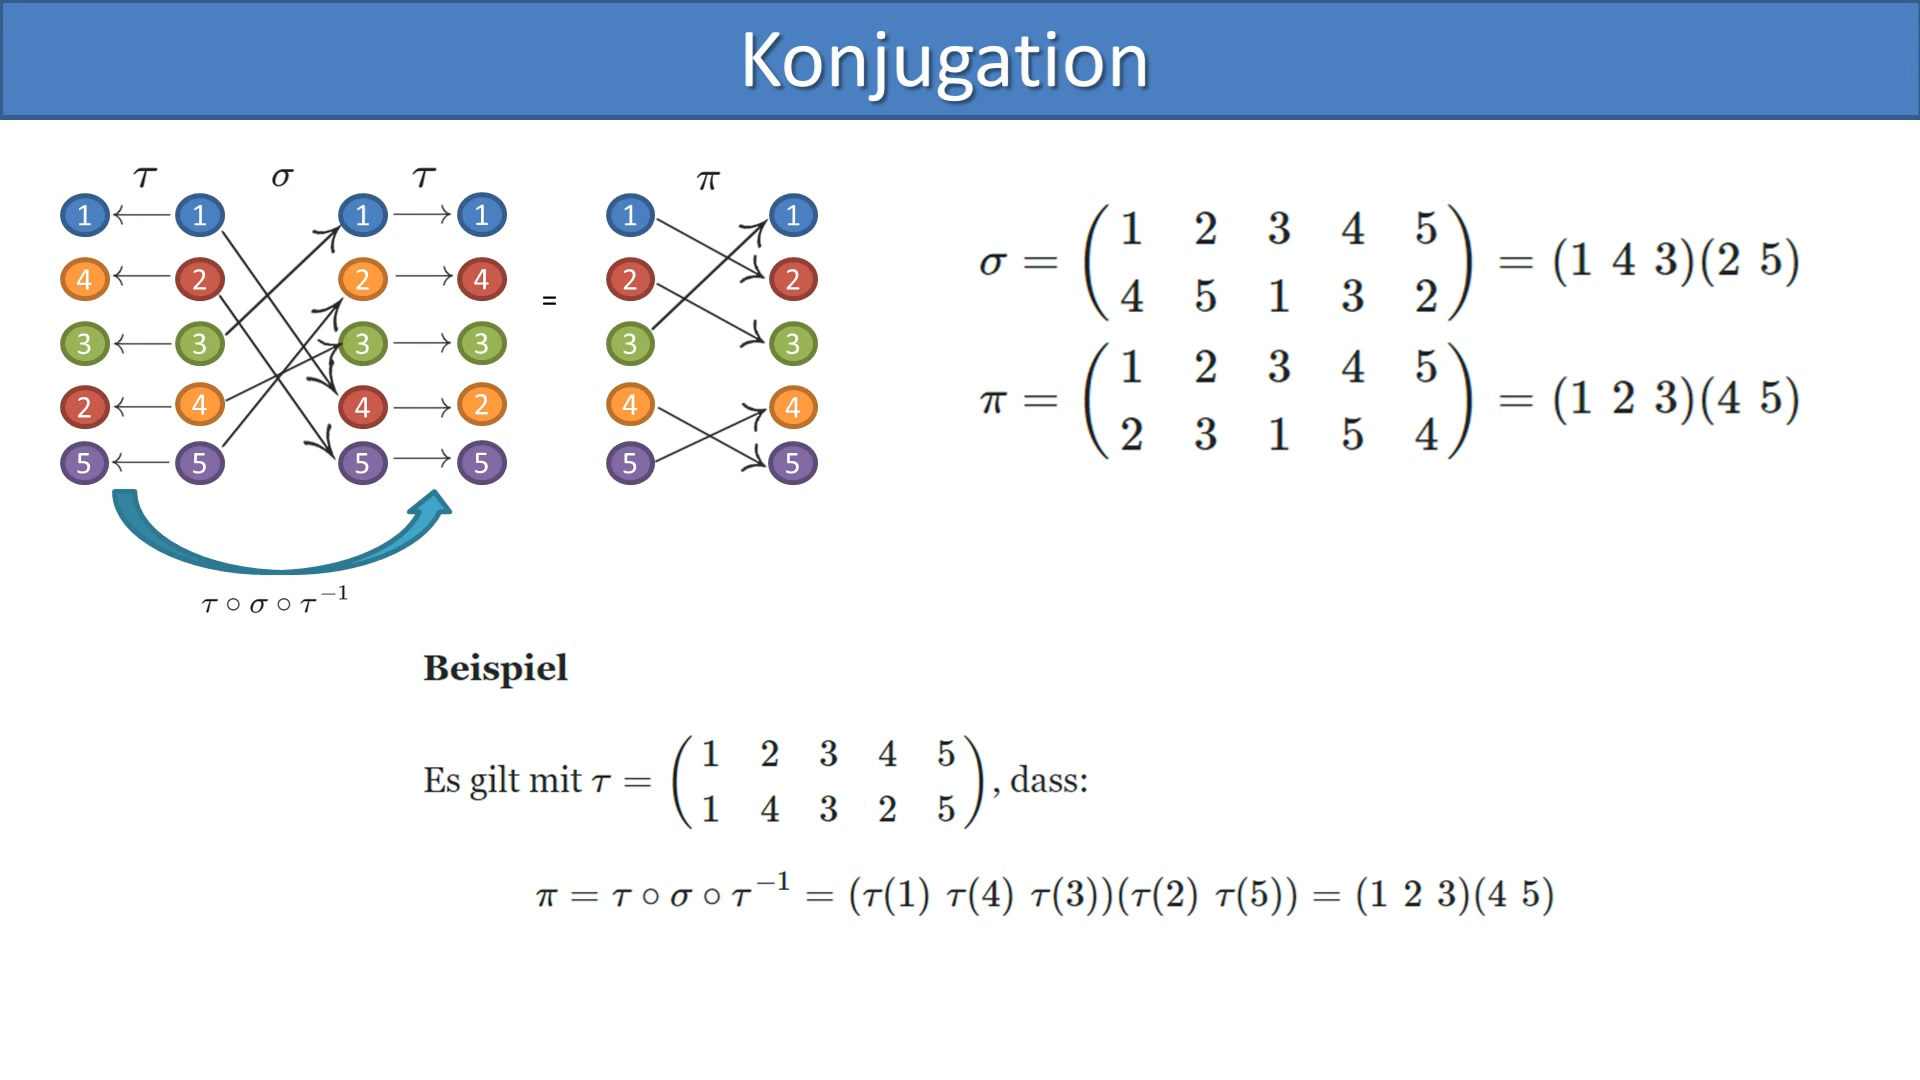 Konjugation
τ σ τ π
1 1 1 1 1 1
4 2 2 4 2 2
= 
3 3 3 3 3 3
2 4 4 2 4 4
5 5 5 5 5 5
τ ∘ σ ∘ τ⁻¹
σ = (1 2 3 4 5
4 5 1 3 2) = (1 4 3)(2 5)
π = (1 2 3 4 5
2 3 1 5 4) = (1 2 3)(4 5)
Beispiel
Es gilt mit τ = (1 2 3 4 5
1 4 3 2 5), dass:
π = τ ∘ σ ∘ τ⁻¹ = (τ(1) τ(4) τ(3))(τ(2) τ(5)) = (1 2 3)(4 5)